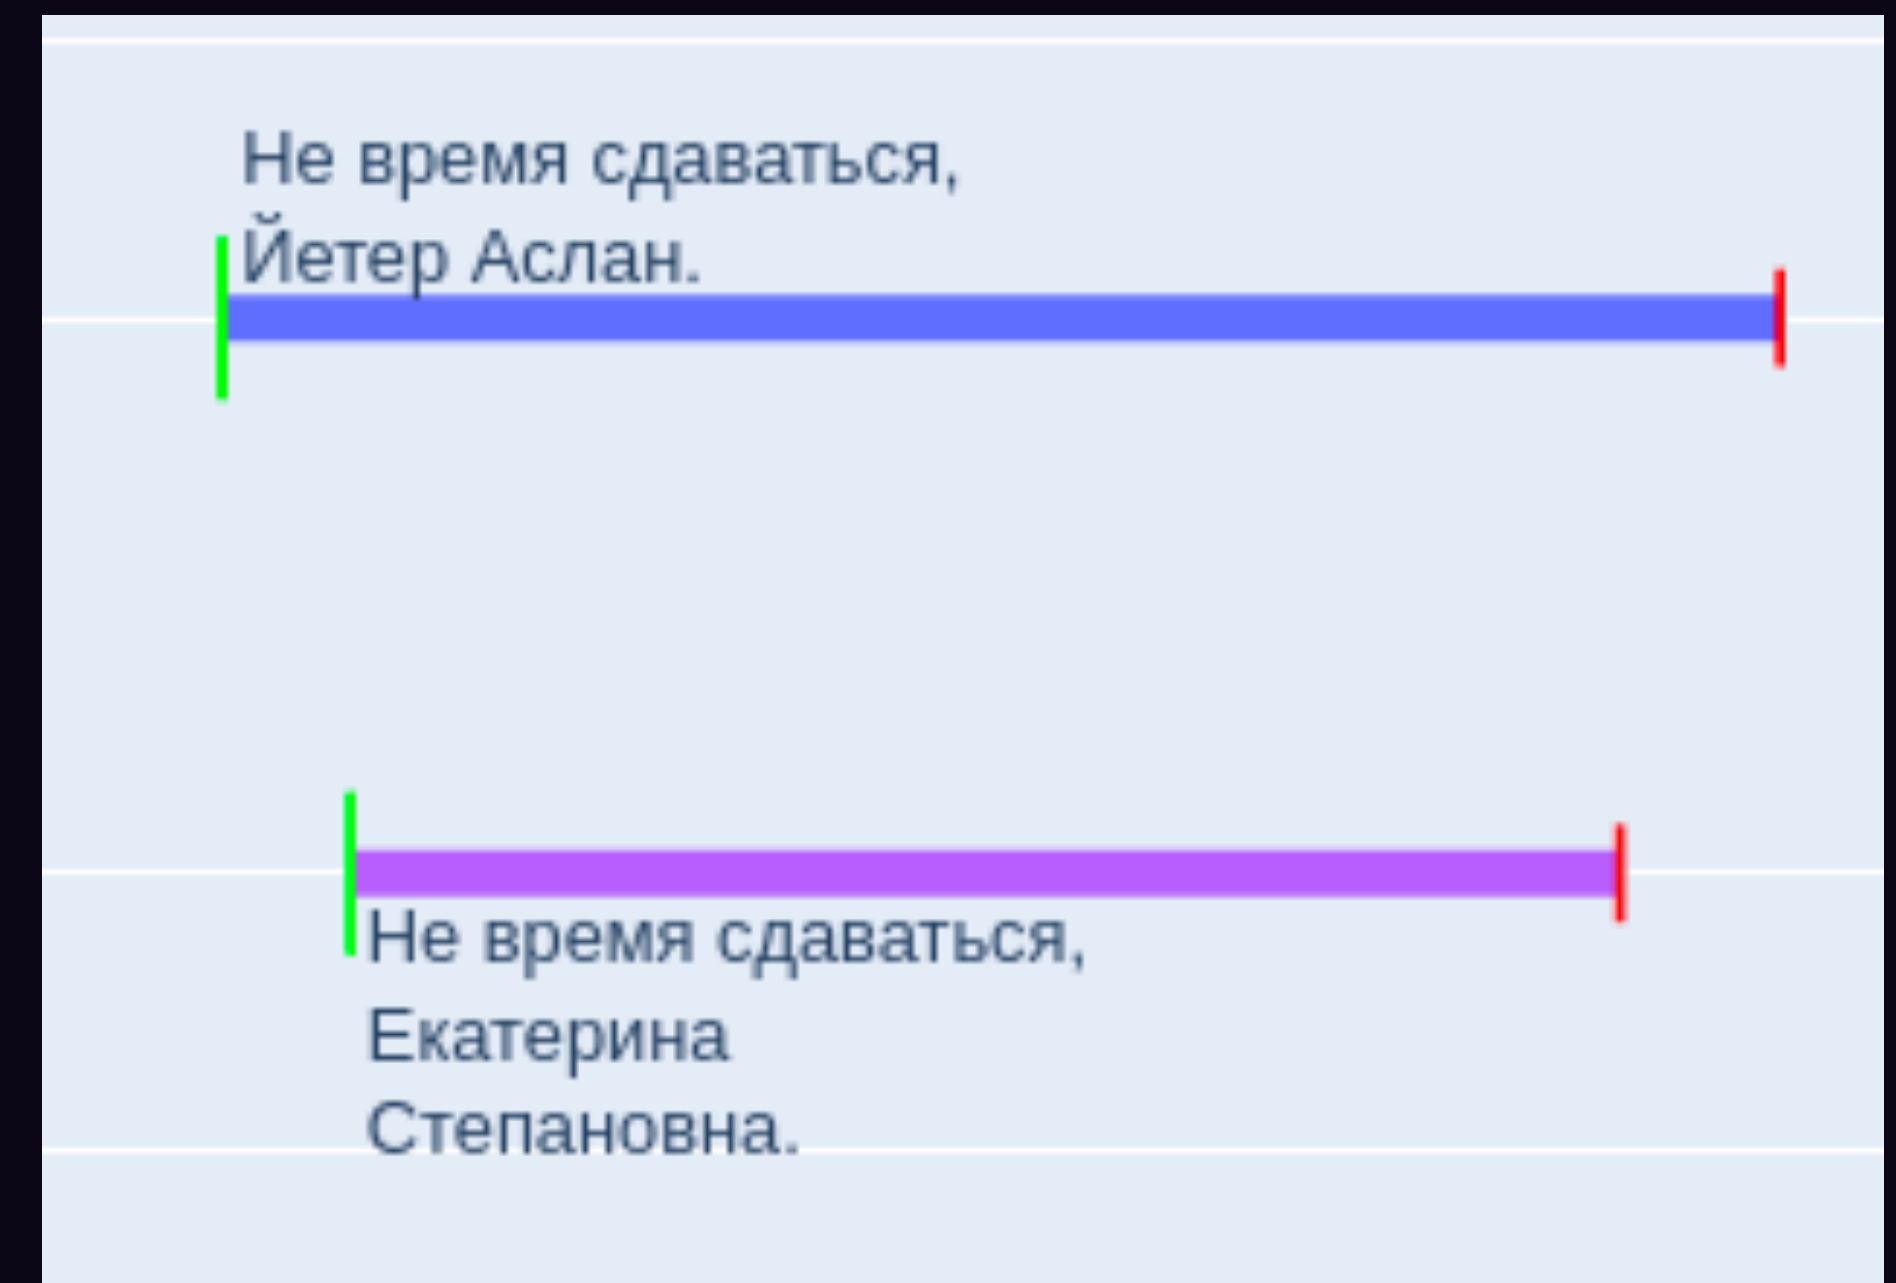 Не время сдаваться,
Йетер Аслан.
Не время сдаваться,
Екатерина
Степановна.